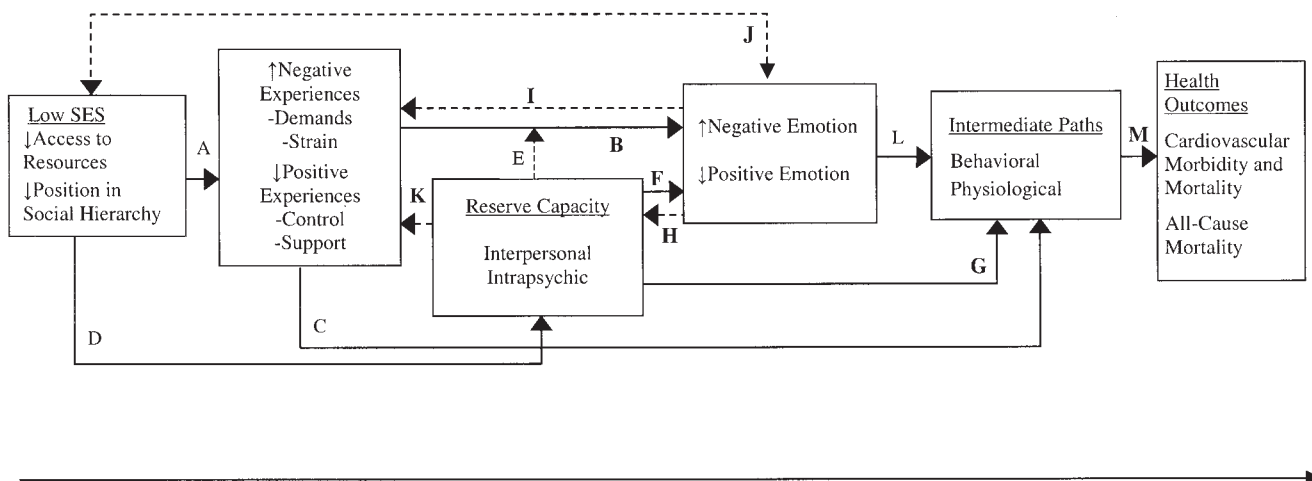 J
Low SES
↓Access to
Resources
↓Position in
Social Hierarchy
A
↑Negative
Experiences
-Demands
-Strain
↓Positive
Experiences
-Control
-Support
I
B
E
K
F
H
Reserve Capacity
Interpersonal
Intrapsychic
↑Negative Emotion
↓Positive Emotion
L
Intermediate Paths
Behavioral
Physiological
M
Health
Outcomes
Cardiovascular
Morbidity and
Mortality
All-Cause
Mortality
G
C
D